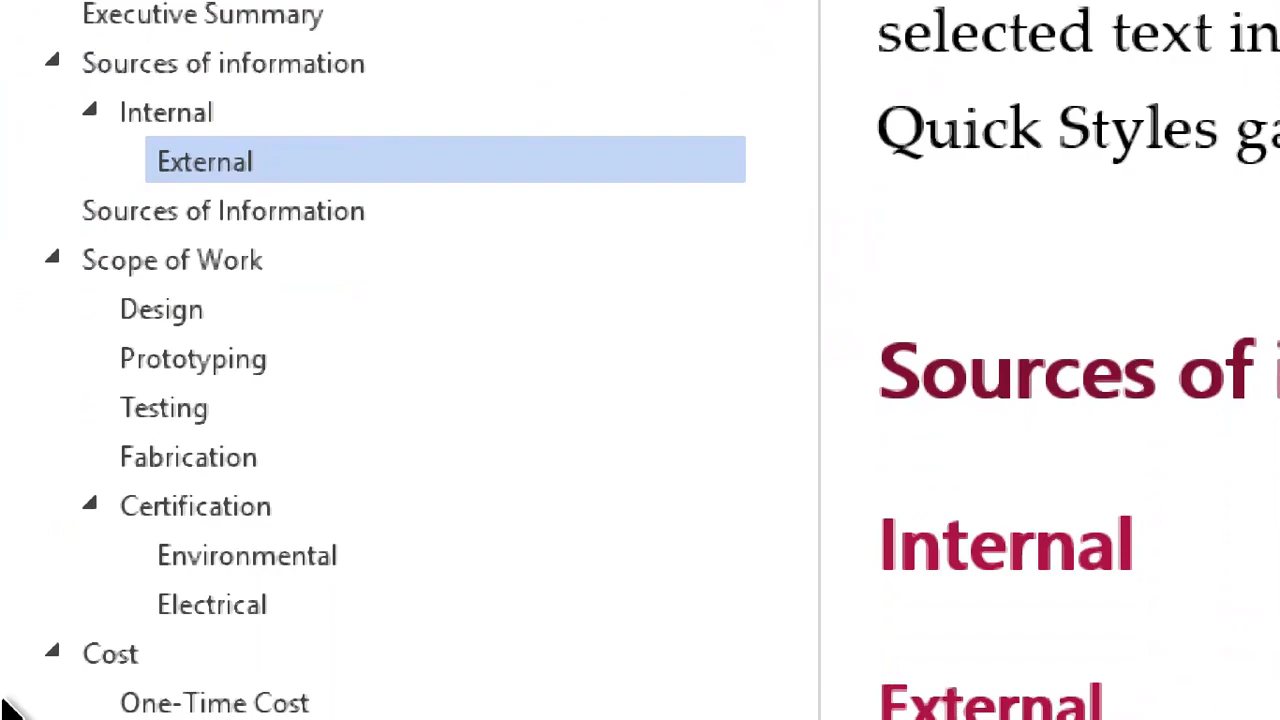 Executive Summary
Sources of information
Internal
External
Sources of Information
Scope of Work
Design
Prototyping
Testing
Fabrication
Certification
Environmental
Electrical
Cost
One-Time Cost
selected text in
Quick Styles ga
Sources of i
Internal
External